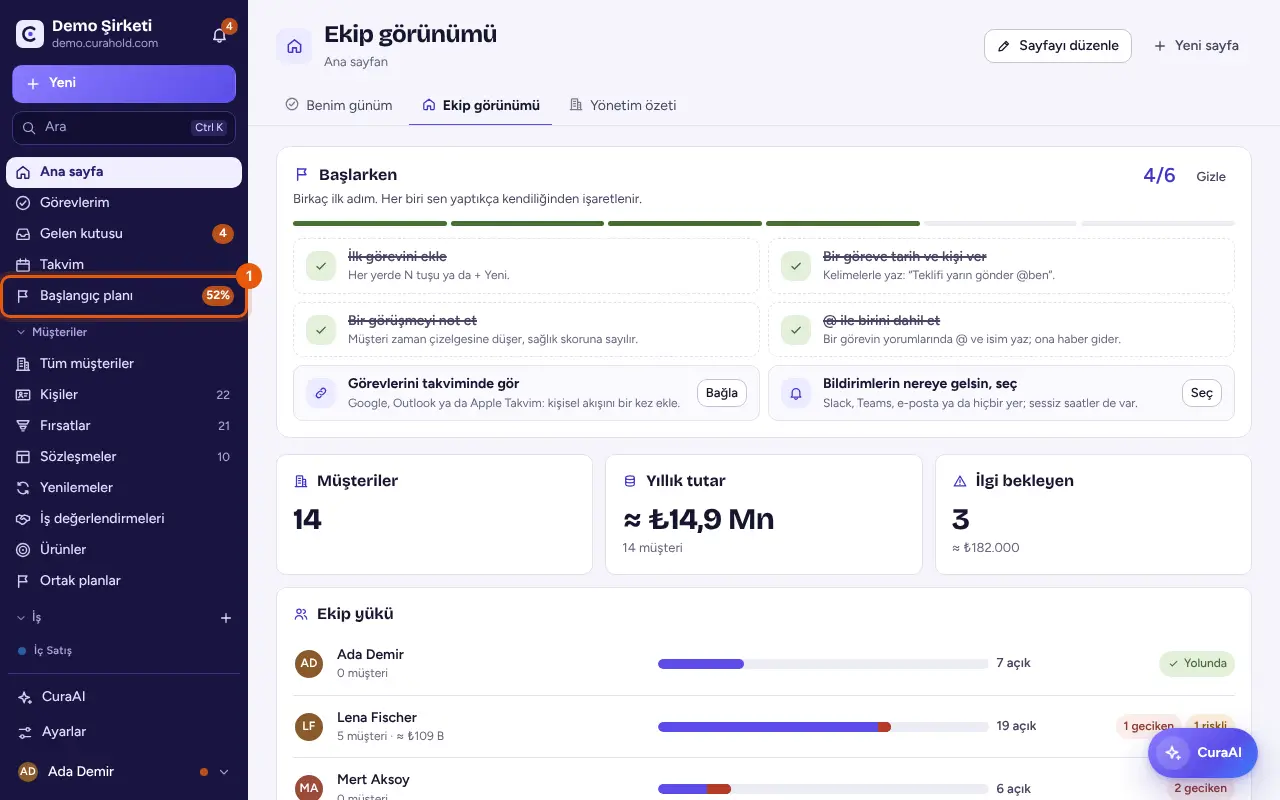 Demo Şirketi
demo.curahold.com
4
Yeni
Ara
Ctrl K
Ana sayfa
Görevlerim
Gelen kutusu
4
Takvim
1
Başlangıç planı
52%
Müşteriler
Tüm müşteriler
Kişiler
22
Fırsatlar
21
Sözleşmeler
10
Yenilemeler
İş değerlendirmeleri
Ürünler
Ortak planlar
İş
İç Satış
CuraAI
Ayarlar
AD
Ada Demir
Ekip görünümü
Ana sayfan
Sayfayı düzenle
Yeni sayfa
Benim günüm
Ekip görünümü
Yönetim özeti
Başlarken
4/6
Gizle
Birkaç ilk adım. Her biri sen yaptıkça kendiliğinden işaretlenir.
İlk görevini ekle
Her yerde N tuşu ya da + Yeni.
Bir göreve tarih ve kişi ver
Kelimelerle yaz: “Teklifi yarın gönder @ben”.
Bir görüşmeyi not et
Müşteri zaman çizelgesine düşer, sağlık skoruna sayılır.
@ ile birini dahil et
Bir görevin yorumlarında @ ve isim yaz; ona haber gider.
Görevlerini takviminde gör
Google, Outlook ya da Apple Takvim: kişisel akışını bir kez ekle.
Bağla
Bildirimlerin nereye gelsin, seç
Slack, Teams, e-posta ya da hiçbir yer; sessiz saatler de var.
Seç
Müşteriler
14
Yıllık tutar
≈ ₺14,9 Mn
14 müşteri
İlgi bekleyen
3
≈ ₺182.000
Ekip yükü
AD
Ada Demir
0 müşteri
7 açık
Yolunda
LF
Lena Fischer
5 müşteri · ≈ ₺109 B
19 açık
1 geciken
1 riskli
MA
Mert Aksoy
0 müşteri
6 açık
2 geciken
CuraAI